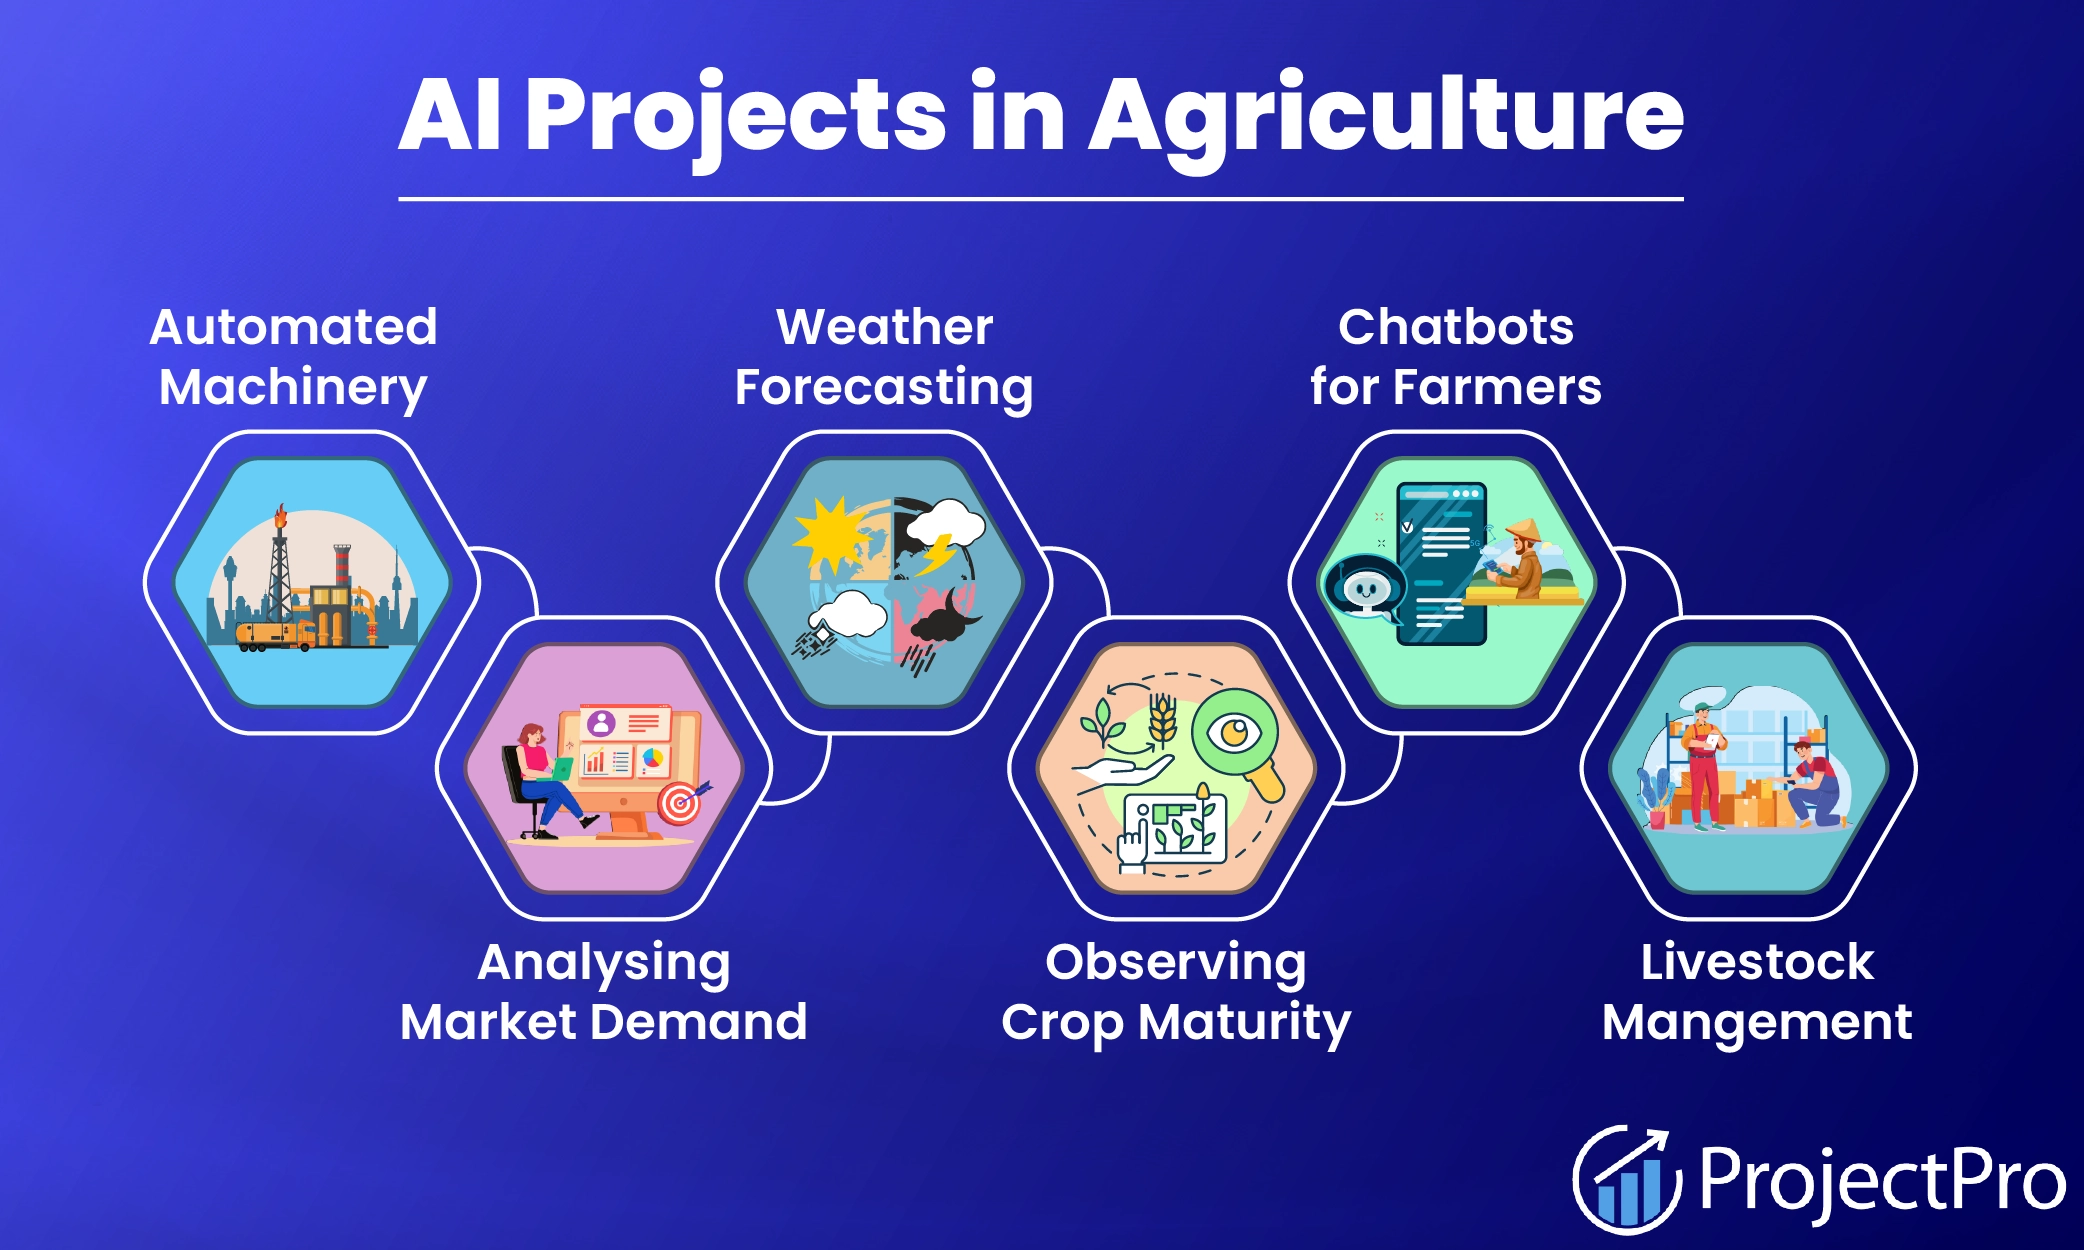 AI Projects in Agriculture
Automated
Machinery
Weather
Forecasting
Chatbots
for Farmers
5G
Analysing
Market Demand
Observing
Crop Maturity
Livestock
Mangement
ProjectPro